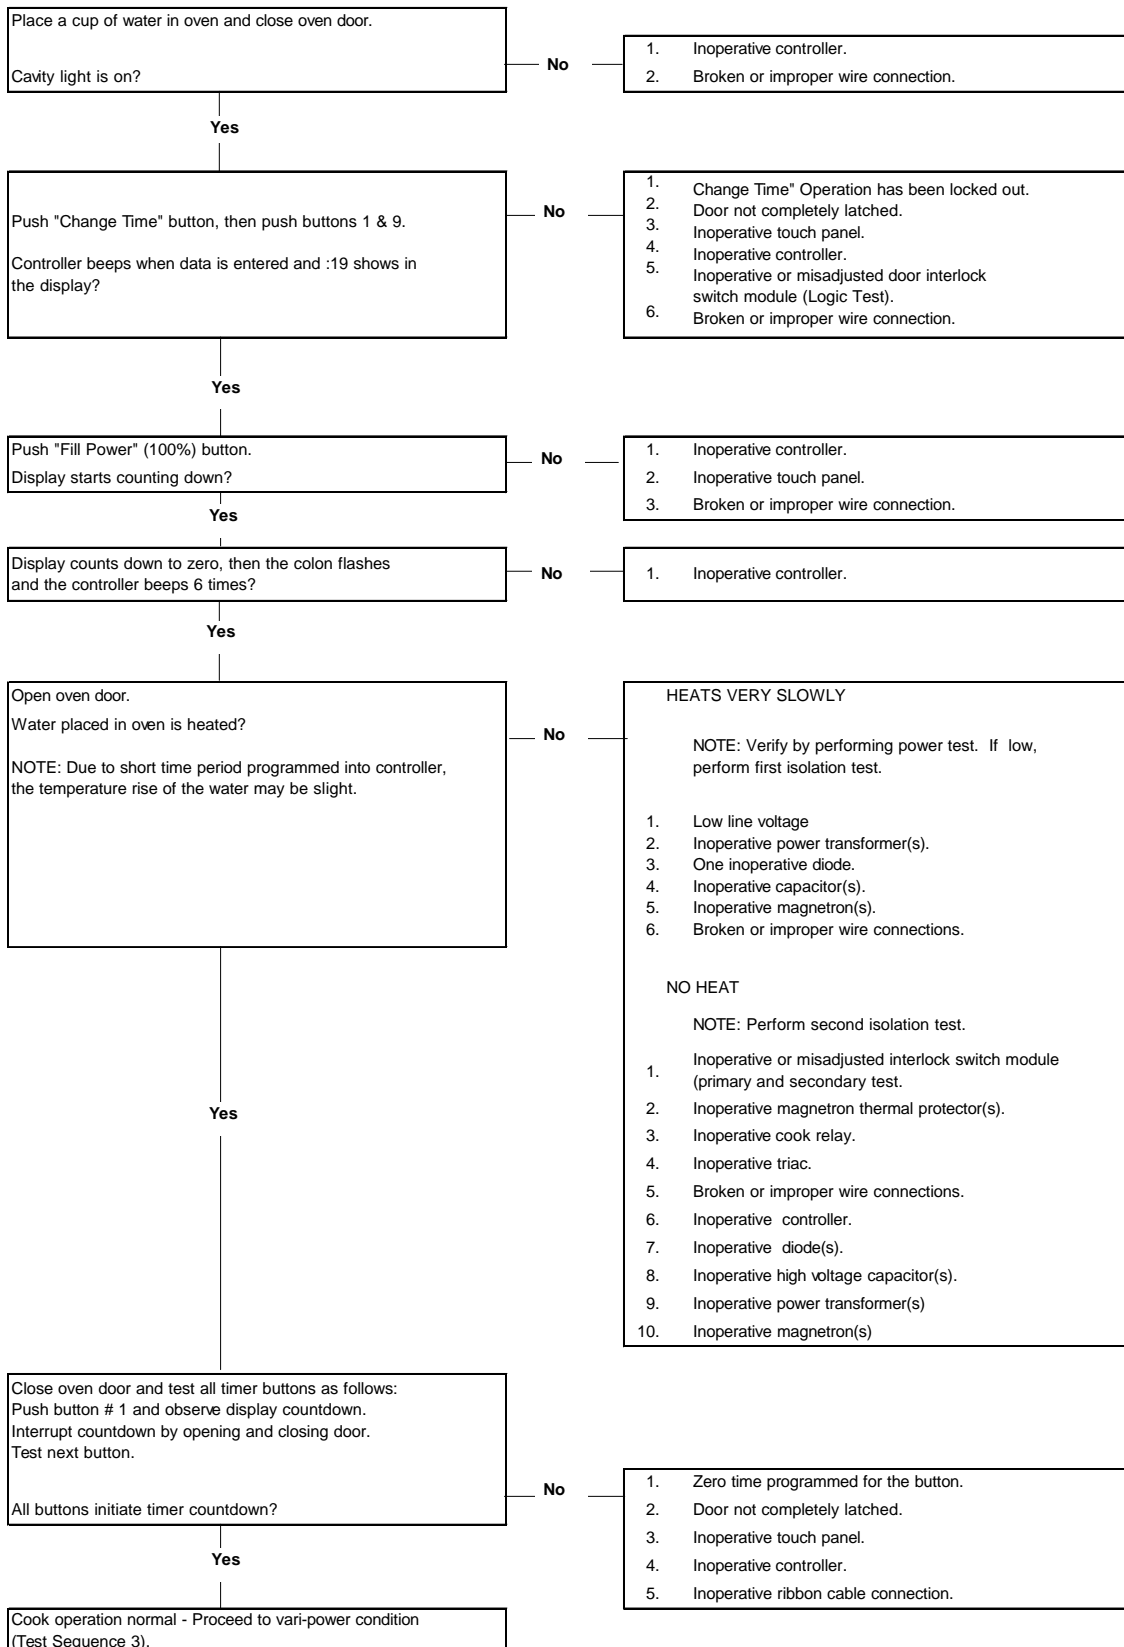 Place a cup of water in oven and close oven door.
Cavity light is on?
No
1. Inoperative controller.
2. Broken or improper wire connection.
Yes
Push "Change Time" button, then push buttons 1 & 9.
Controller beeps when data is entered and :19 shows in
the display?
No
1. Change Time" Operation has been locked out.
2. Door not completely latched.
3. Inoperative touch panel.
4. Inoperative controller.
5. Inoperative or misadjusted door interlock
switch module (Logic Test).
6. Broken or improper wire connection.
Yes
Push "Fill Power" (100%) button.
Display starts counting down?
No
1. Inoperative controller.
2. Inoperative touch panel.
3. Broken or improper wire connection.
Yes
Display counts down to zero, then the colon flashes
and the controller beeps 6 times?
No
1. Inoperative controller.
Yes
Open oven door.
Water placed in oven is heated?
NOTE: Due to short time period programmed into controller,
the temperature rise of the water may be slight.
No
HEATS VERY SLOWLY
NOTE: Verify by performing power test. If low,
perform first isolation test.
1. Low line voltage
2. Inoperative power transformer(s).
3. One inoperative diode.
4. Inoperative capacitor(s).
5. Inoperative magnetron(s).
6. Broken or improper wire connections.
NO HEAT
NOTE: Perform second isolation test.
1. Inoperative or misadjusted interlock switch module
(primary and secondary test.
2. Inoperative magnetron thermal protector(s).
3. Inoperative cook relay.
4. Inoperative triac.
5. Broken or improper wire connections.
6. Inoperative controller.
7. Inoperative diode(s).
8. Inoperative high voltage capacitor(s).
9. Inoperative power transformer(s)
10. Inoperative magnetron(s)
Yes
Close oven door and test all timer buttons as follows:
Push button # 1 and observe display countdown.
Interrupt countdown by opening and closing door.
Test next button.
All buttons initiate timer countdown?
No
1. Zero time programmed for the button.
2. Door not completely latched.
3. Inoperative touch panel.
4. Inoperative controller.
5. Inoperative ribbon cable connection.
Yes
Cook operation normal - Proceed to vari-power condition
(Test Sequence 3).